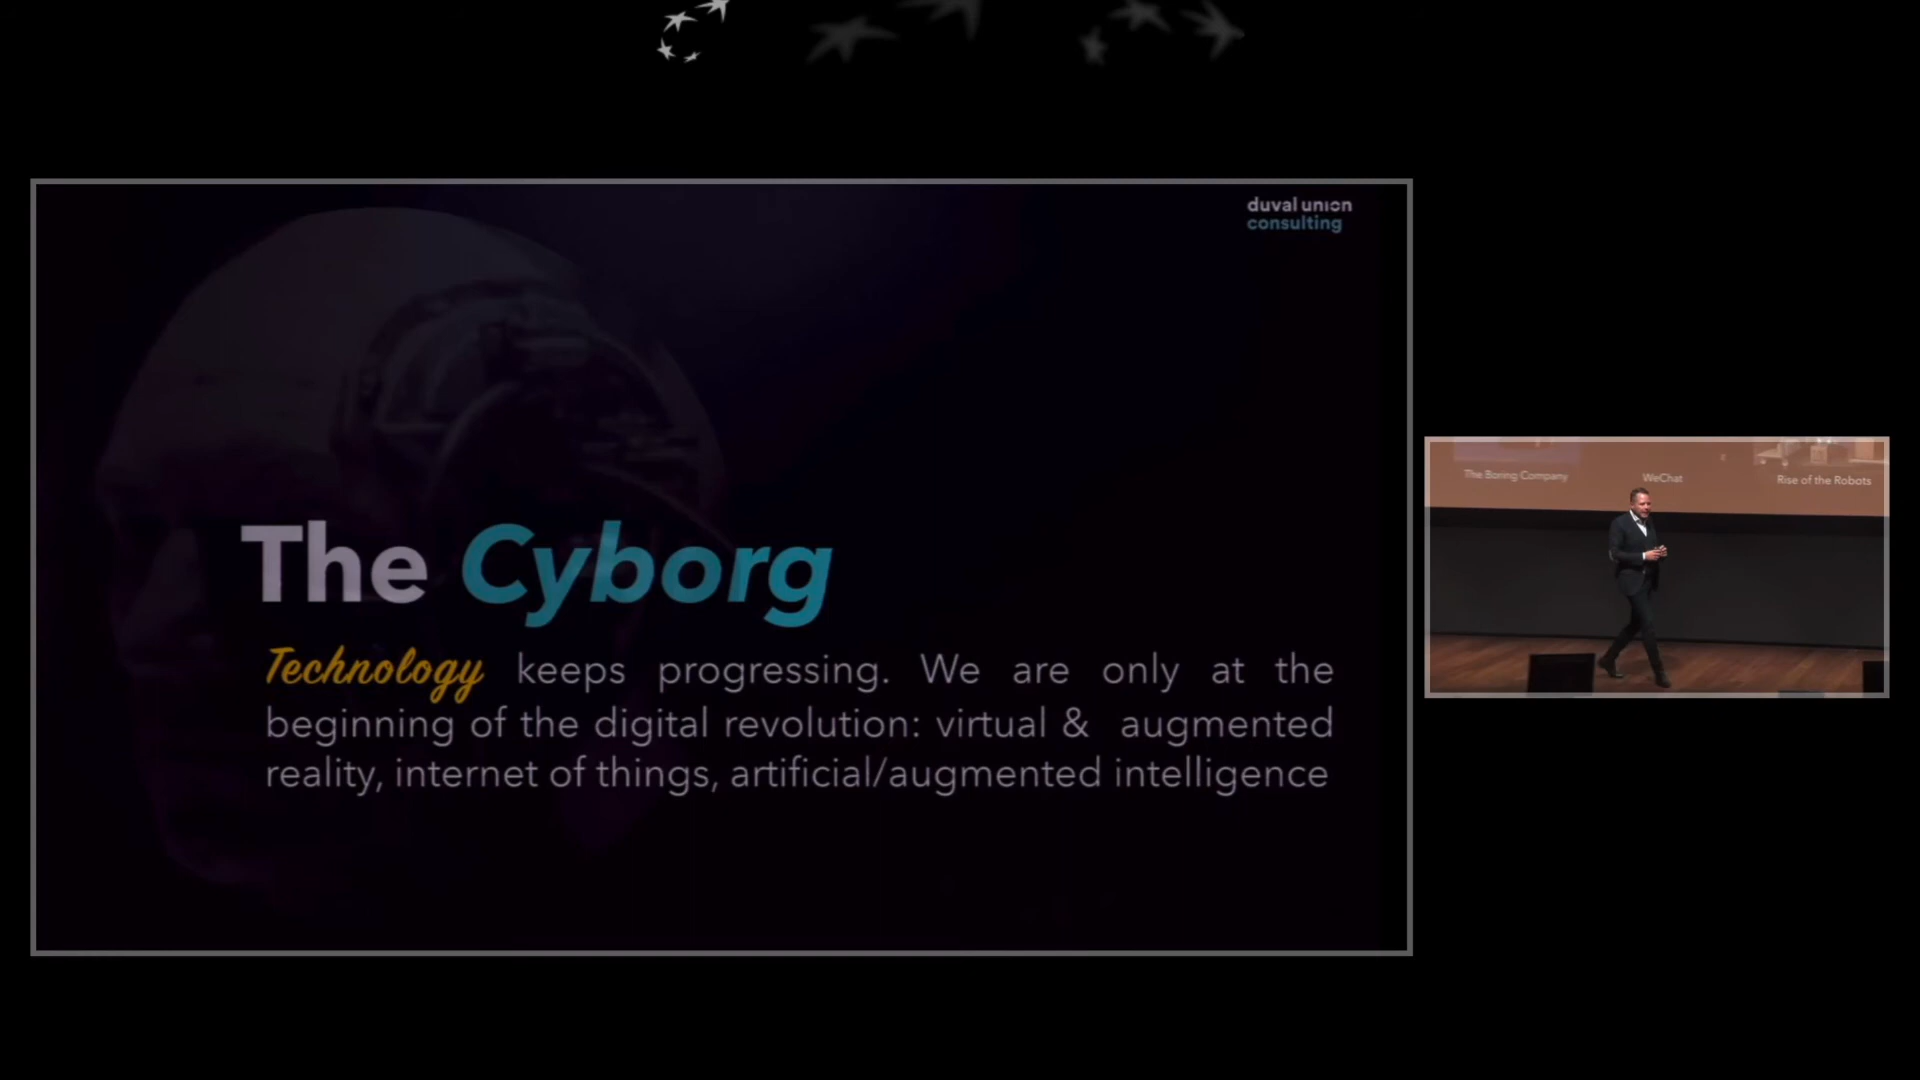 duval union
consulting
The Cyborg
Technology keeps progressing. We are only at the
beginning of the digital revolution: virtual & augmented
reality, internet of things, artificial/augmented intelligence
The Boring Company
WeChat
Rise of the Robots